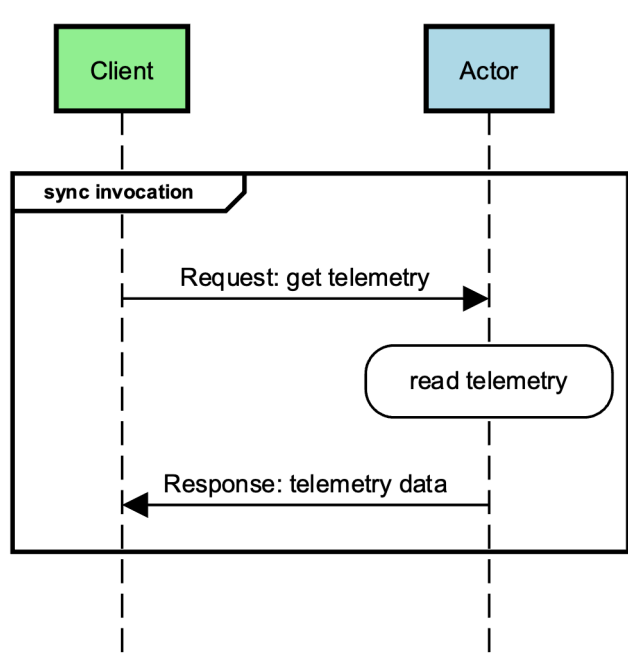 Client
Actor
sync invocation
Request: get telemetry
read telemetry
Response: telemetry data